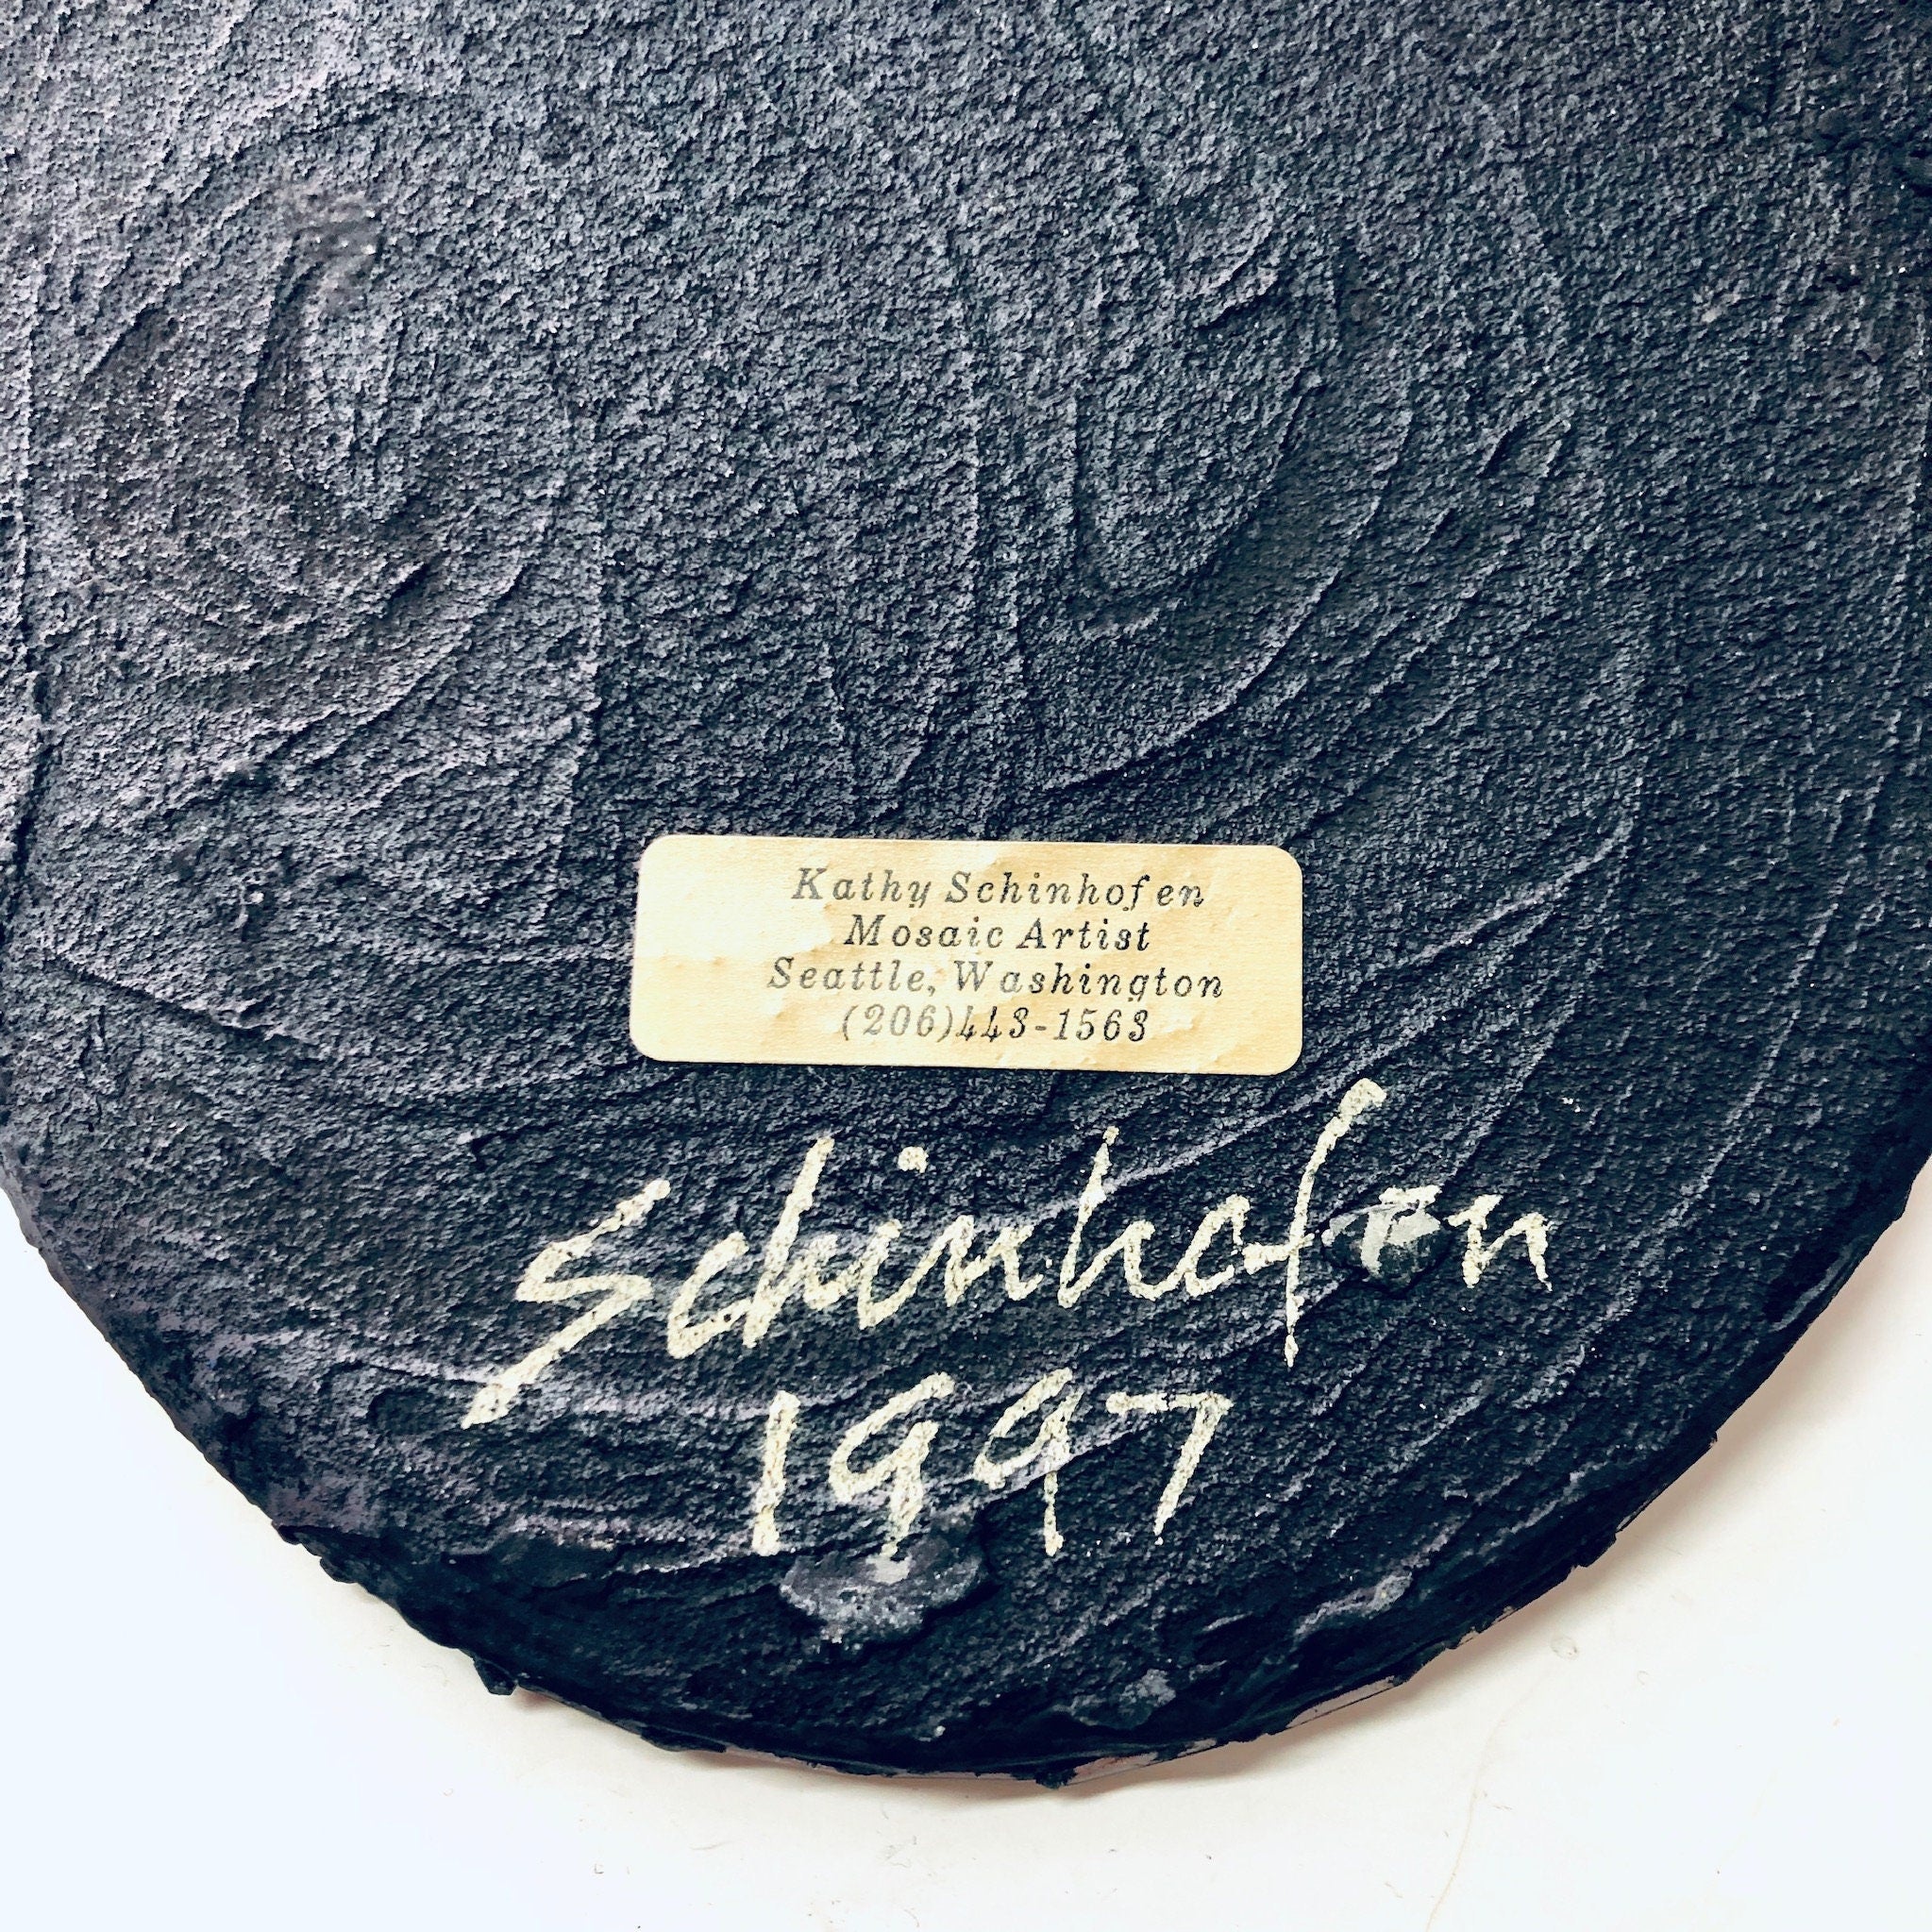 Kathy Schinhofen
Mosaic Artist
Seattle, Washington
(206)443-1563
Schinhofen
1997